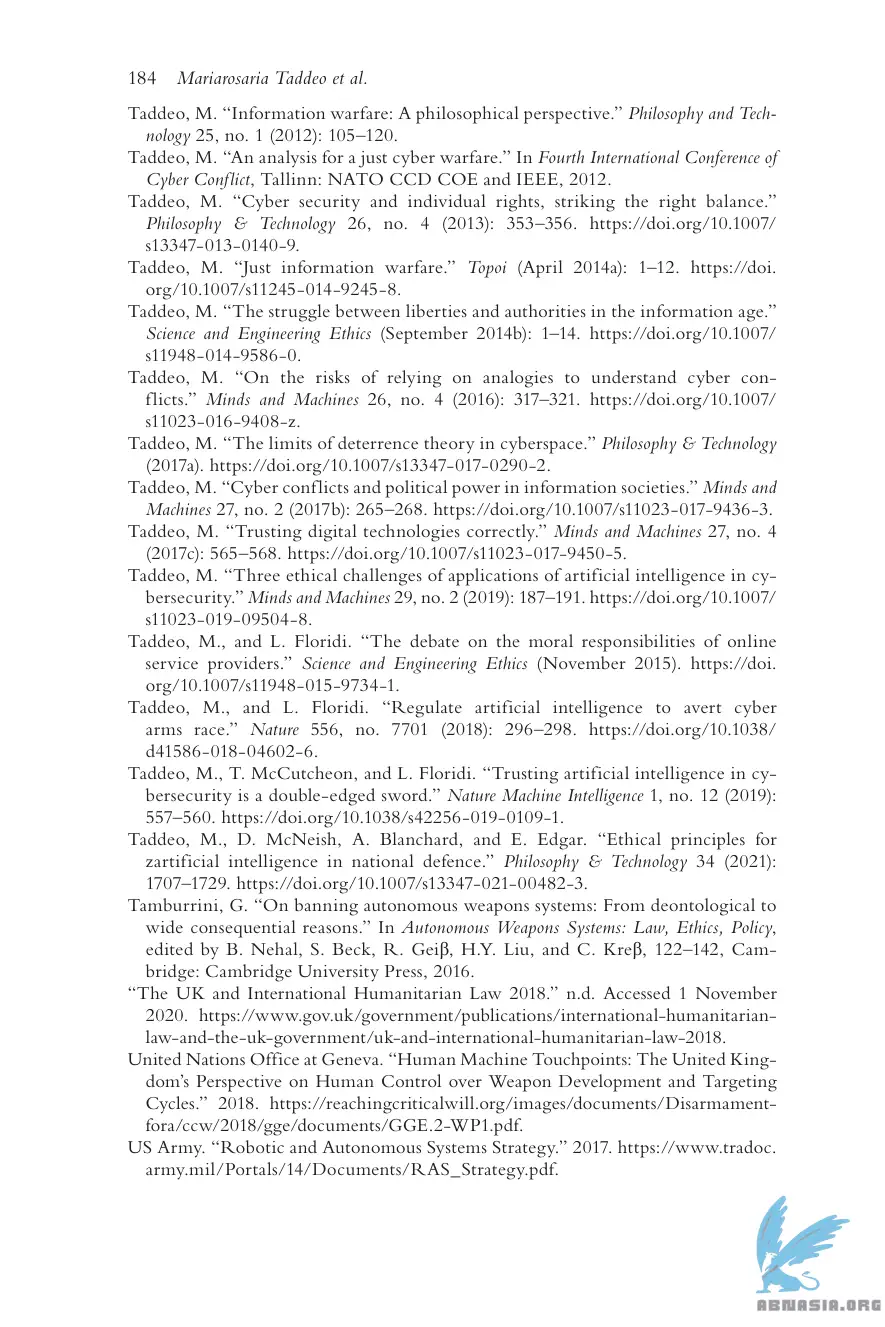 184 Mariarosaria Taddeo et al.
Taddeo, M. “Information warfare: A philosophical perspective.” Philosophy and Tech-
nology 25, no. 1 (2012): 105–120.
Taddeo, M. “An analysis for a just cyber warfare.” In Fourth International Conference of
Cyber Conflict, Tallinn: NATO CCD COE and IEEE, 2012.
Taddeo, M. “Cyber security and individual rights, striking the right balance.”
Philosophy & Technology 26, no. 4 (2013): 353–356. https://doi.org/10.1007/
s13347-013-0140-9.
Taddeo, M. “Just information warfare.” Topoi (April 2014a): 1–12. https://doi.
org/10.1007/s11245-014-9245-8.
Taddeo, M. “The struggle between liberties and authorities in the information age.”
Science and Engineering Ethics (September 2014b): 1–14. https://doi.org/10.1007/
s11948-014-9586-0.
Taddeo, M. “On the risks of relying on analogies to understand cyber con-
flicts.” Minds and Machines 26, no. 4 (2016): 317–321. https://doi.org/10.1007/
s11023-016-9408-z.
Taddeo, M. “The limits of deterrence theory in cyberspace.” Philosophy & Technology
(2017a). https://doi.org/10.1007/s13347-017-0290-2.
Taddeo, M. “Cyber conflicts and political power in information societies.” Minds and
Machines 27, no. 2 (2017b): 265–268. https://doi.org/10.1007/s11023-017-9436-3.
Taddeo, M. “Trusting digital technologies correctly.” Minds and Machines 27, no. 4
(2017c): 565–568. https://doi.org/10.1007/s11023-017-9450-5.
Taddeo, M. “Three ethical challenges of applications of artificial intelligence in cy-
bersecurity.” Minds and Machines 29, no. 2 (2019): 187–191. https://doi.org/10.1007/
s11023-019-09504-8.
Taddeo, M., and L. Floridi. “The debate on the moral responsibilities of online
service providers.” Science and Engineering Ethics (November 2015). https://doi.
org/10.1007/s11948-015-9734-1.
Taddeo, M., and L. Floridi. “Regulate artificial intelligence to avert cyber
arms race.” Nature 556, no. 7701 (2018): 296–298. https://doi.org/10.1038/
d41586-018-04602-6.
Taddeo, M., T. McCutcheon, and L. Floridi. “Trusting artificial intelligence in cy-
bersecurity is a double-edged sword.” Nature Machine Intelligence 1, no. 12 (2019):
557–560. https://doi.org/10.1038/s42256-019-0109-1.
Taddeo, M., D. McNeish, A. Blanchard, and E. Edgar. “Ethical principles for
zartificial intelligence in national defence.” Philosophy & Technology 34 (2021):
1707–1729. https://doi.org/10.1007/s13347-021-00482-3.
Tamburrini, G. “On banning autonomous weapons systems: From deontological to
wide consequential reasons.” In Autonomous Weapons Systems: Law, Ethics, Policy,
edited by B. Nehal, S. Beck, R. Geiβ, H.Y. Liu, and C. Kreβ, 122–142, Cam-
bridge: Cambridge University Press, 2016.
“The UK and International Humanitarian Law 2018.” n.d. Accessed 1 November
2020. https://www.gov.uk/government/publications/international-humanitarian-
law-and-the-uk-government/uk-and-international-humanitarian-law-2018.
United Nations Office at Geneva. “Human Machine Touchpoints: The United King-
dom’s Perspective on Human Control over Weapon Development and Targeting
Cycles.” 2018. https://reachingcriticalwill.org/images/documents/Disarmament-
fora/ccw/2018/gge/documents/GGE.2-WP1.pdf.
US Army. “Robotic and Autonomous Systems Strategy.” 2017. https://www.tradoc.
army.mil/Portals/14/Documents/RAS_Strategy.pdf.
ABNASIA.ORG